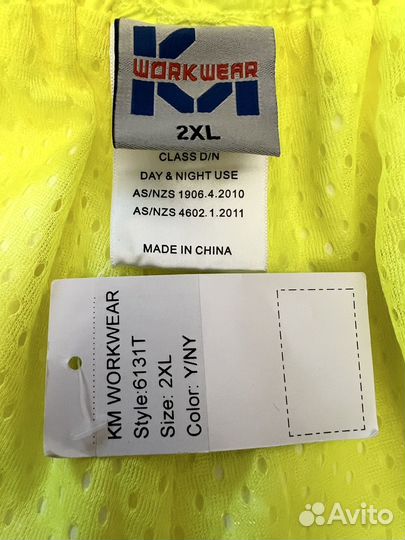 KM
WORKWEAR
2XL
CLASS D/N
DAY & NIGHT USE
AS/NZS 1906.4.2010
AS/NZS 4602.1.2011
MADE IN CHINA
KM WORKWEAR
Style:6131T
Size: 2XL
Color: Y/NY
Avito